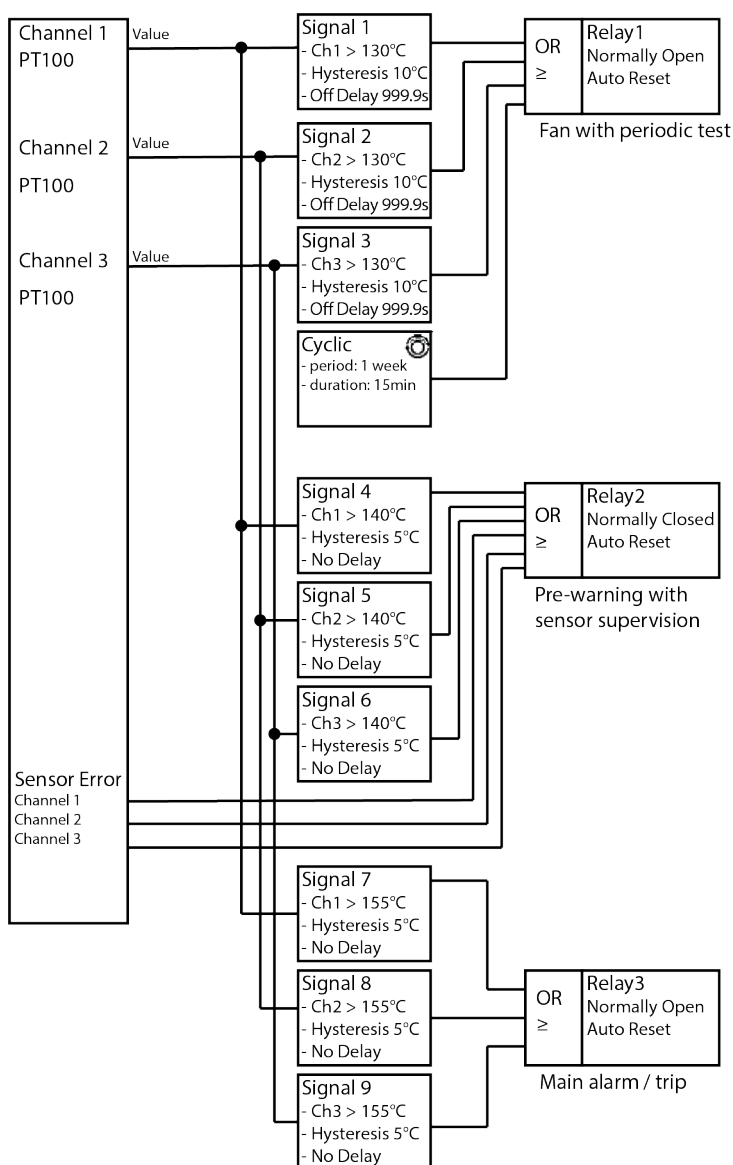 Channel 1
PT100
Value
Channel 2
PT100
Value
Channel 3
PT100
Value
Sensor Error
Channel 1
Channel 2
Channel 3
Signal 1
- Ch1 > 130°C
- Hysteresis 10°C
- Off Delay 999.9s
Signal 2
- Ch2 > 130°C
- Hysteresis 10°C
- Off Delay 999.9s
Signal 3
- Ch3 > 130°C
- Hysteresis 10°C
- Off Delay 999.9s
Cyclic
- period: 1 week
- duration: 15min
OR
≥
Relay1
Normally Open
Auto Reset
Fan with periodic test
Signal 4
- Ch1 > 140°C
- Hysteresis 5°C
- No Delay
Signal 5
- Ch2 > 140°C
- Hysteresis 5°C
- No Delay
Signal 6
- Ch3 > 140°C
- Hysteresis 5°C
- No Delay
OR
≥
Relay2
Normally Closed
Auto Reset
Pre-warning with
sensor supervision
Signal 7
- Ch1 > 155°C
- Hysteresis 5°C
- No Delay
Signal 8
- Ch2 > 155°C
- Hysteresis 5°C
- No Delay
Signal 9
- Ch3 > 155°C
- Hysteresis 5°C
- No Delay
OR
≥
Relay3
Normally Open
Auto Reset
Main alarm / trip